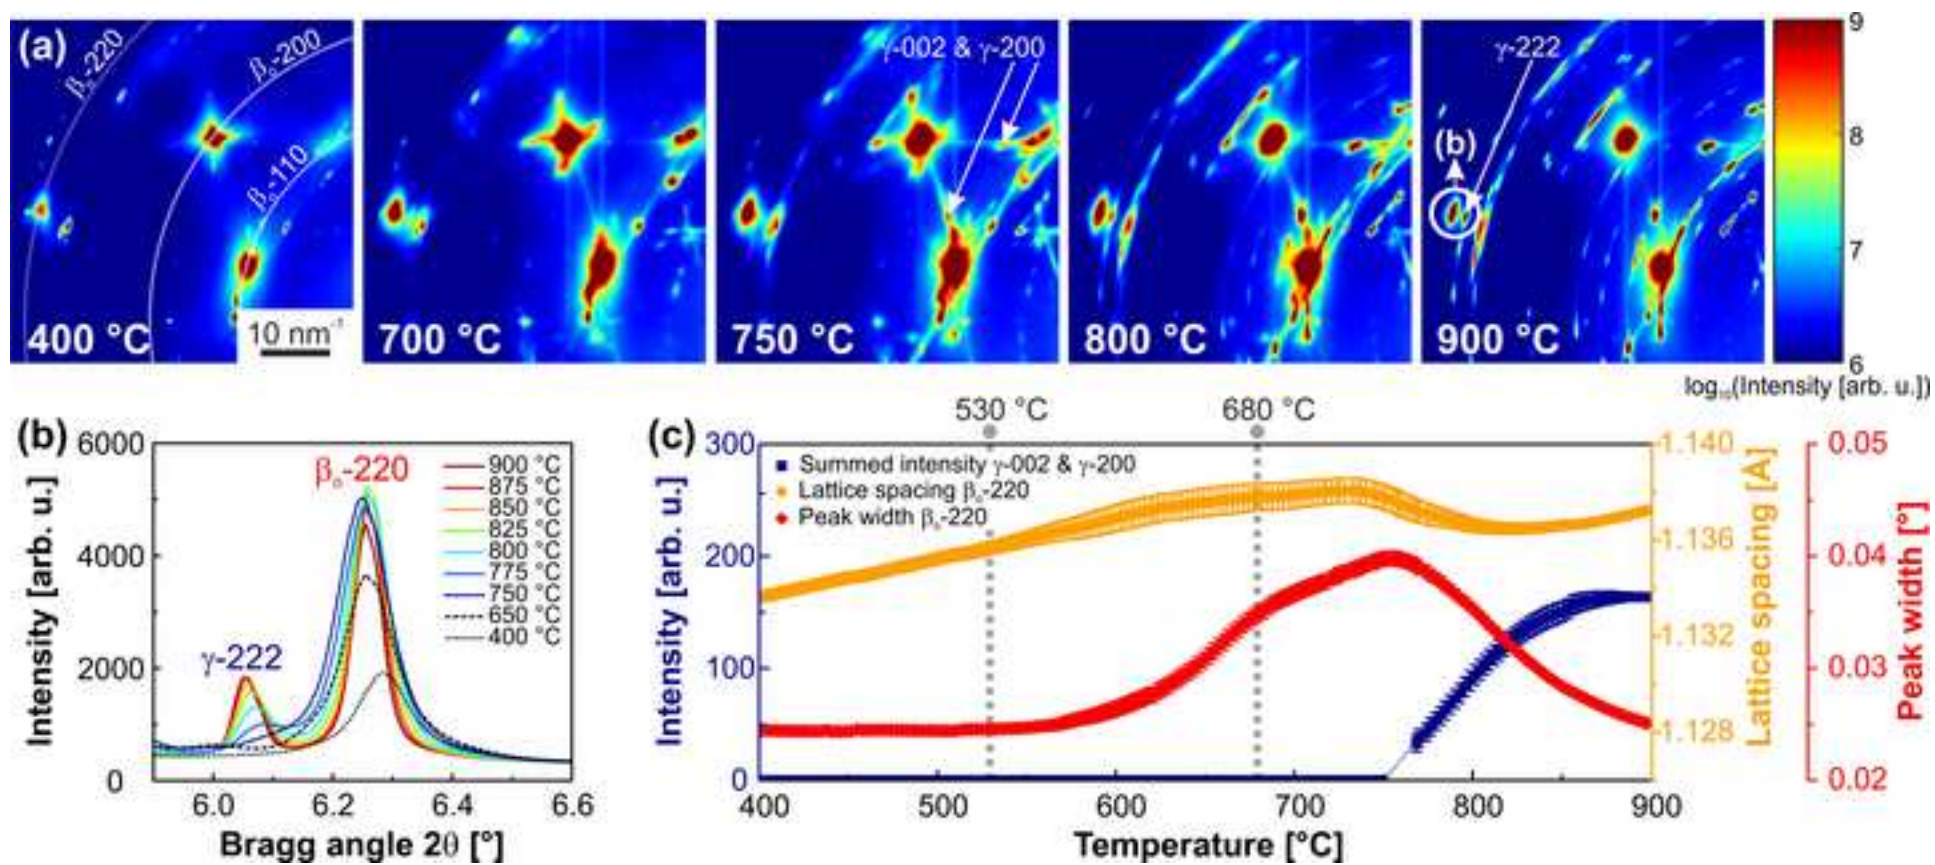 (a)
βₒ-220
βₒ-200
βₒ-110
400 °C
10 nm⁻¹
700 °C
γ-002 & γ-200
750 °C
800 °C
γ-222
(b)
900 °C
9
8
7
6
log₁₀(Intensity [arb. u.])
(b)
6000
4000
2000
0
Intensity [arb. u.]
βₒ-220
γ-222
900 °C
875 °C
850 °C
825 °C
800 °C
775 °C
750 °C
650 °C
400 °C
6.0 6.2 6.4 6.6
Bragg angle 2θ [°]
(c)
530 °C 680 °C
300
200
100
0
Intensity [arb. u.]
Summed intensity γ-002 & γ-200
Lattice spacing βₒ-220
Peak width βₒ-220
1.140
1.136
1.132
1.128
Lattice spacing [A]
0.05
0.04
0.03
0.02
Peak width [°]
400 500 600 700 800 900
Temperature [°C]